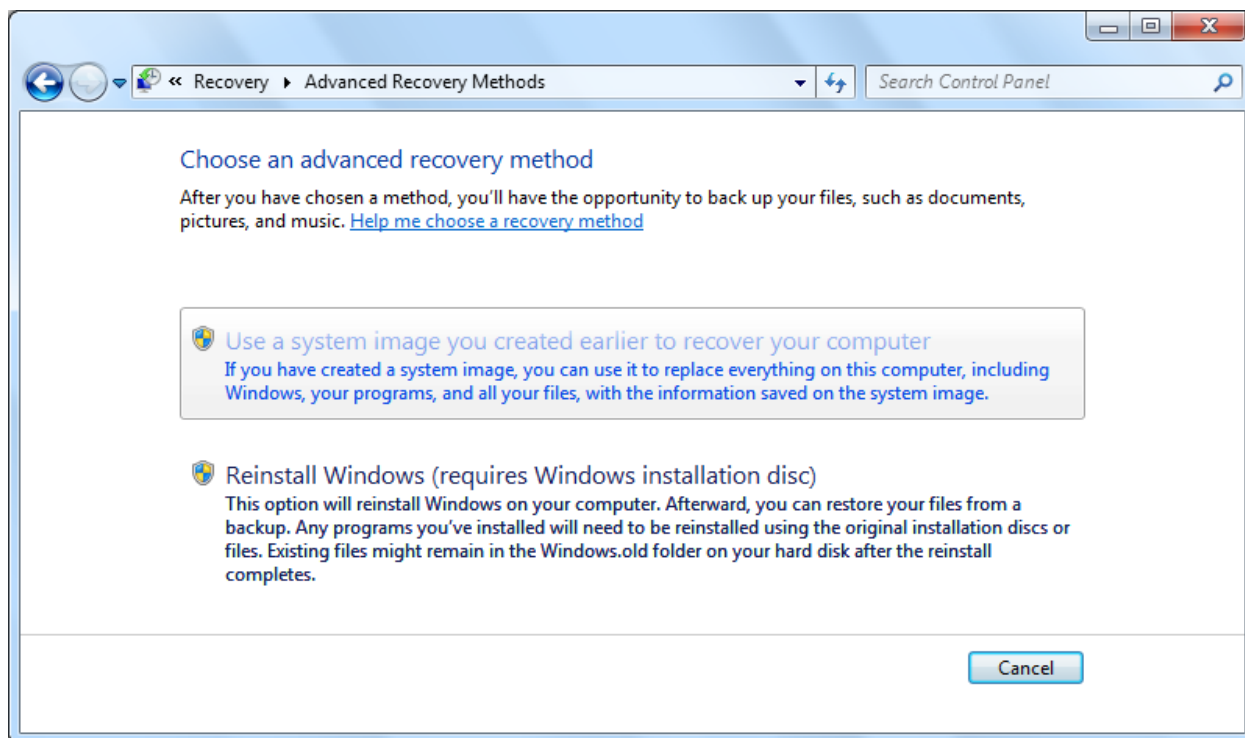 « Recovery ▸ Advanced Recovery Methods
Search Control Panel
Choose an advanced recovery method
After you have chosen a method, you'll have the opportunity to back up your files, such as documents,
pictures, and music. Help me choose a recovery method
Use a system image you created earlier to recover your computer
If you have created a system image, you can use it to replace everything on this computer, including
Windows, your programs, and all your files, with the information saved on the system image.
Reinstall Windows (requires Windows installation disc)
This option will reinstall Windows on your computer. Afterward, you can restore your files from a
backup. Any programs you've installed will need to be reinstalled using the original installation discs or
files. Existing files might remain in the Windows.old folder on your hard disk after the reinstall
completes.
Cancel